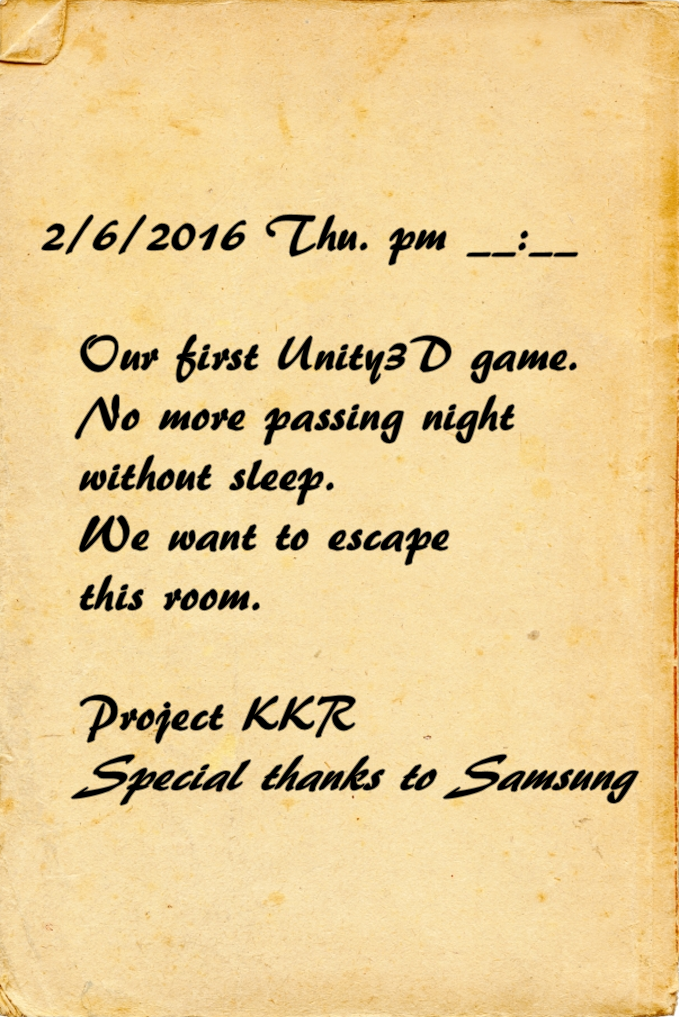 2/6/2016 Thu. pm __:__
Our first Unity3D game.
No more passing night
without sleep.
We want to escape
this room.
Project KKR
Special thanks to Samsung